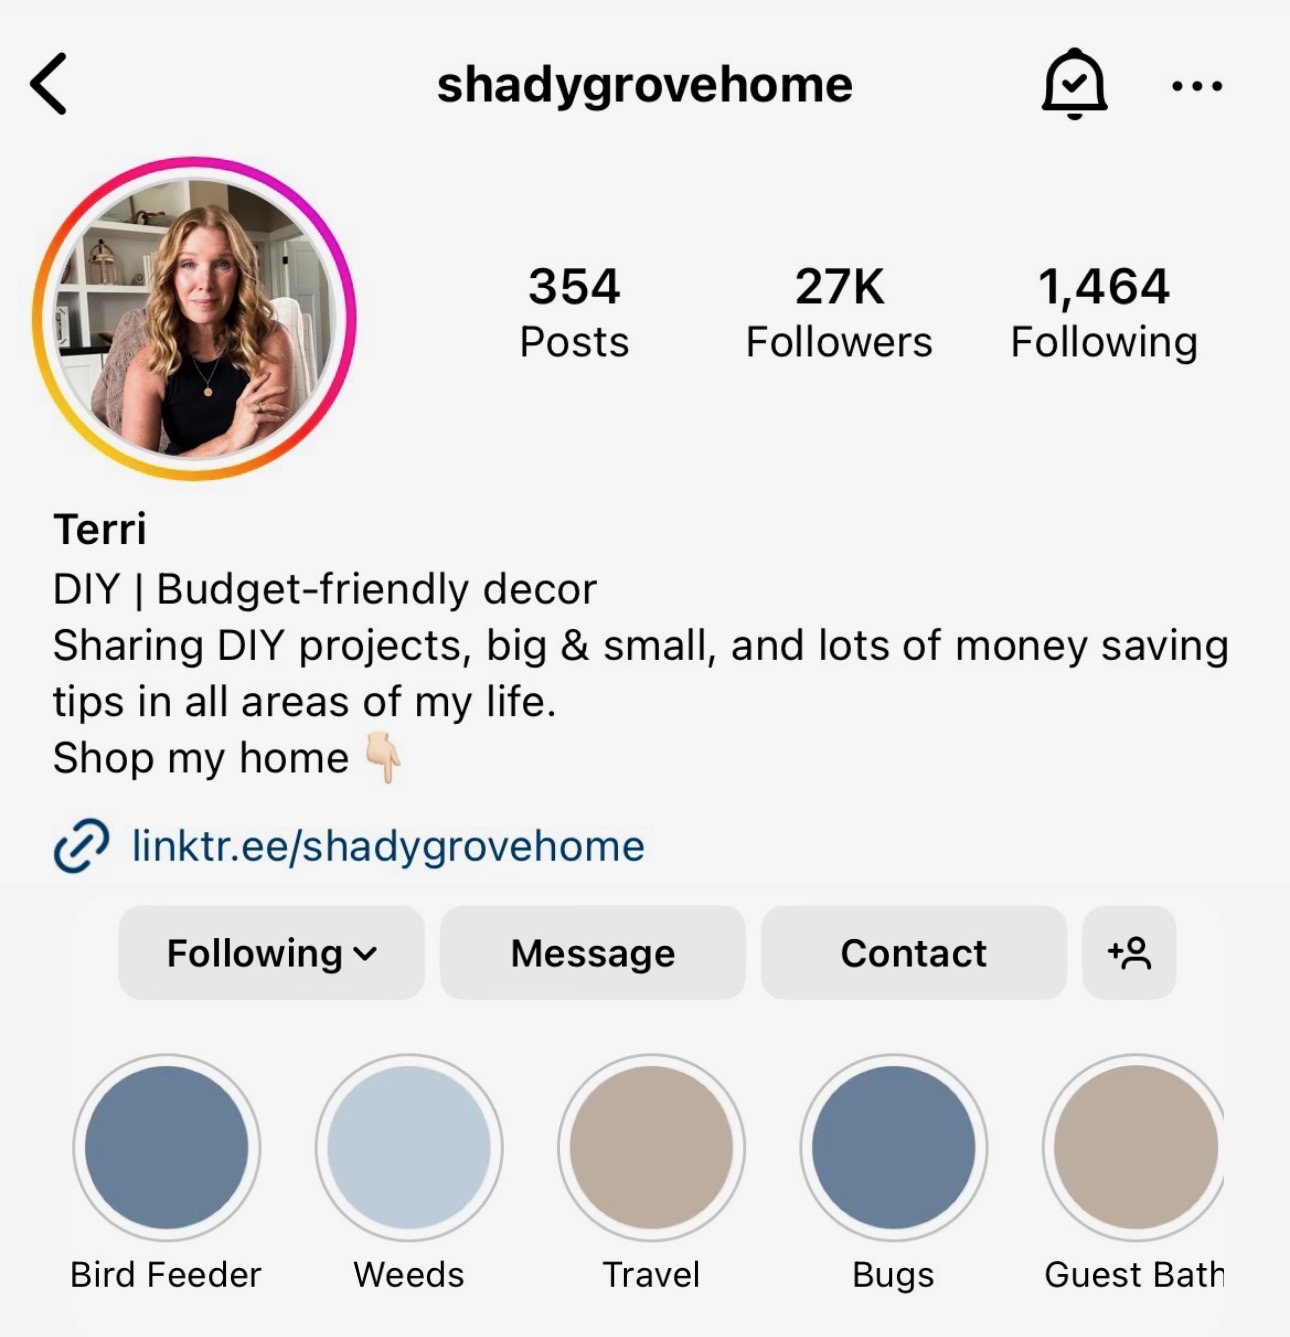 shadygrovehome
354 27K 1,464
Posts Followers Following
Terri
DIY | Budget-friendly decor
Sharing DIY projects, big & small, and lots of money saving
tips in all areas of my life.
Shop my home 👇🏻
linktr.ee/shadygrovehome
Following Message Contact
Bird Feeder Weeds Travel Bugs Guest Bath